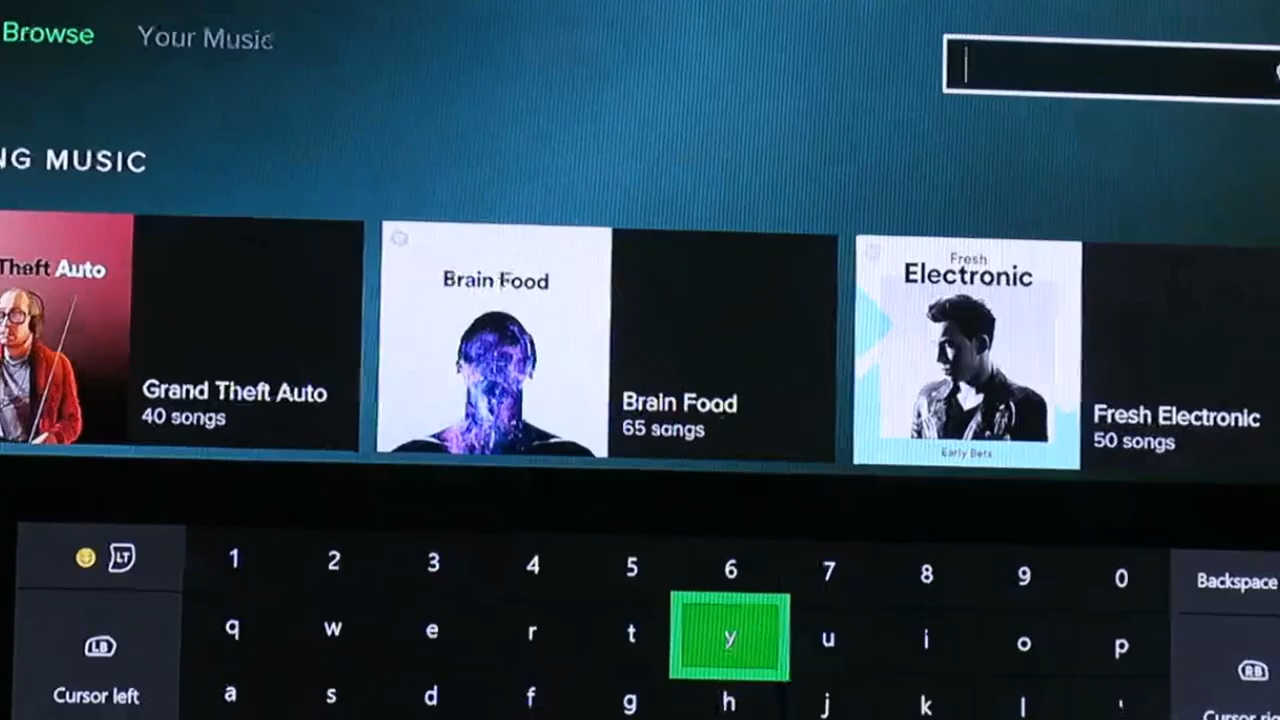 Browse Your Music
NG MUSIC
Theft Auto
Grand Theft Auto
40 songs
Brain Food
Brain Food
65 songs
Fresh
Electronic
Early Bets
Fresh Electronic
50 songs
LT 1 2 3 4 5 6 7 8 9 0 Backspace
q w e r t y u i o p
LB RB
Cursor left a s d f g h j k l '